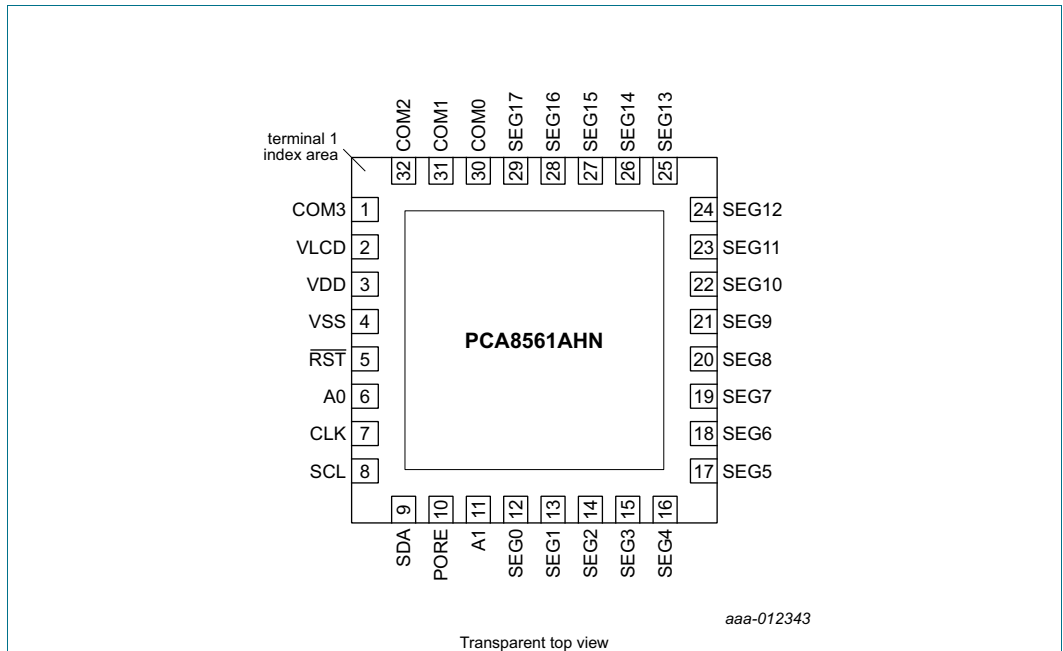 COM2
COM1
COM0
SEG17
SEG16
SEG15
SEG14
SEG13
terminal 1
index area
32
31
30
29
28
27
26
25
COM3 1
VLCD 2
VDD 3
VSS 4
R̅S̅T̅ 5
A0 6
CLK 7
SCL 8
PCA8561AHN
24 SEG12
23 SEG11
22 SEG10
21 SEG9
20 SEG8
19 SEG7
18 SEG6
17 SEG5
9
10
11
12
13
14
15
16
SDA
PORE
A1
SEG0
SEG1
SEG2
SEG3
SEG4
aaa-012343
Transparent top view